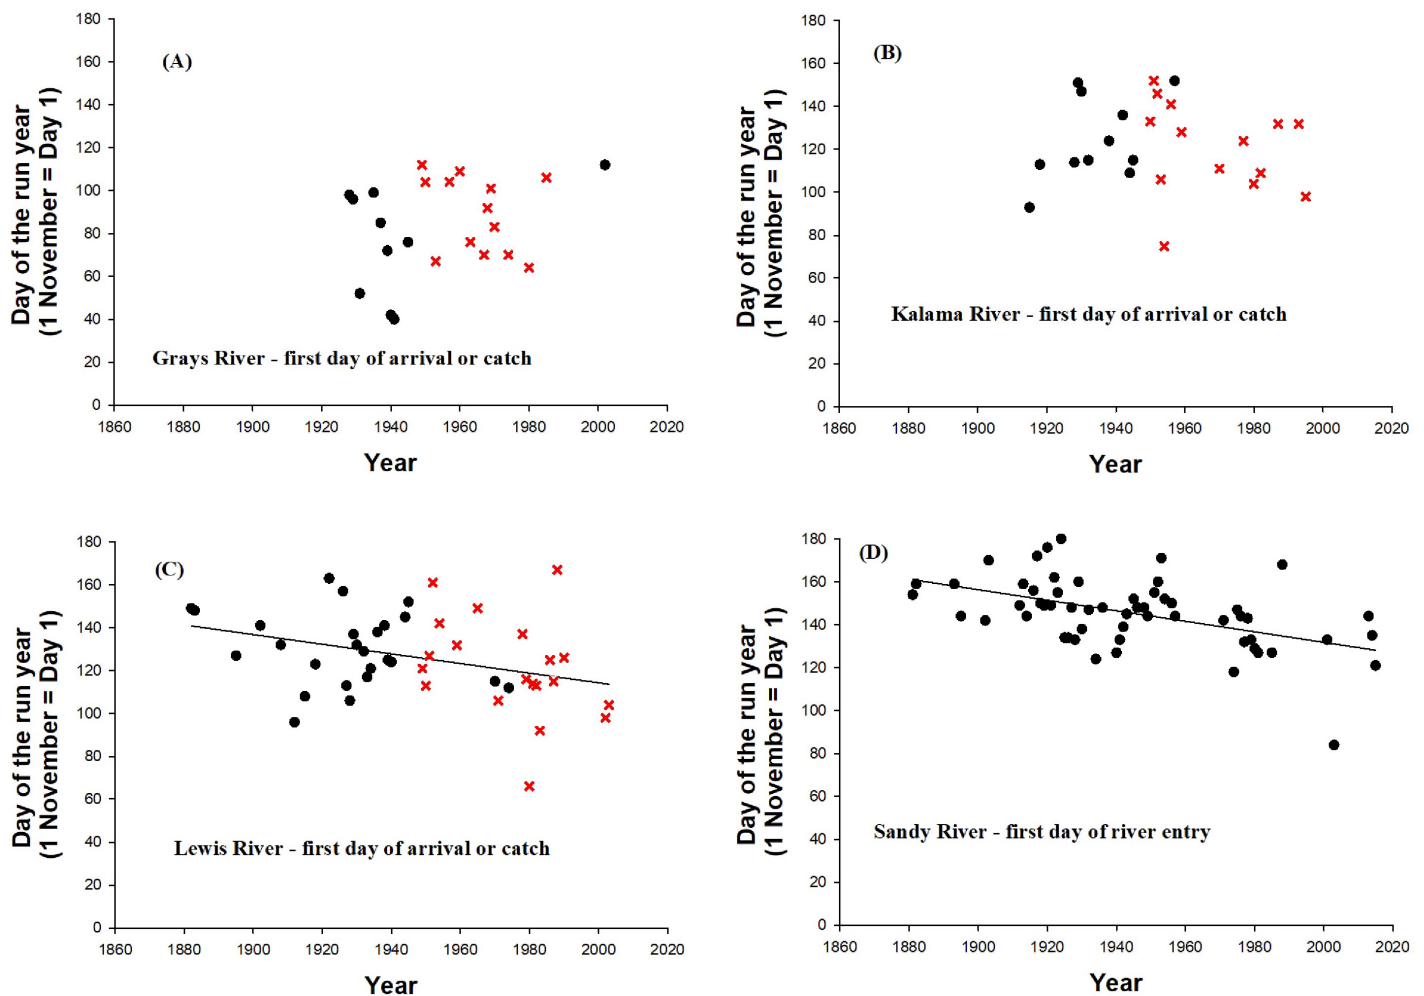 180
160
140
120
100
80
60
40
20
0
Day of the run year
(1 November = Day 1)
(A)
Grays River - first day of arrival or catch
1860 1880 1900 1920 1940 1960 1980 2000 2020
Year
180
160
140
120
100
80
60
40
20
0
Day of the run year
(1 November = Day 1)
(B)
Kalama River - first day of arrival or catch
1860 1880 1900 1920 1940 1960 1980 2000 2020
Year
180
160
140
120
100
80
60
40
20
0
Day of the run year
(1 November = Day 1)
(C)
Lewis River - first day of arrival or catch
1860 1880 1900 1920 1940 1960 1980 2000 2020
Year
180
160
140
120
100
80
60
40
20
0
Day of the run year
(1 November = Day 1)
(D)
Sandy River - first day of river entry
1860 1880 1900 1920 1940 1960 1980 2000 2020
Year